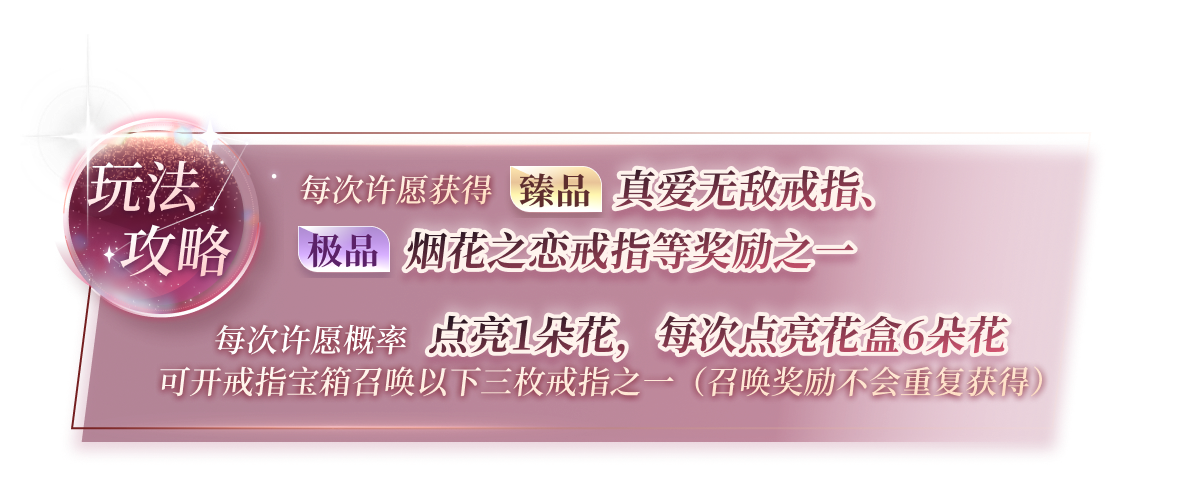 玩法
攻略
每次许愿获得 臻品 真爱无敌戒指、
极品 烟花之恋戒指等奖励之一
每次许愿概率 点亮1朵花，每次点亮花盒6朵花
可开戒指宝箱召唤以下三枚戒指之一（召唤奖励不会重复获得）